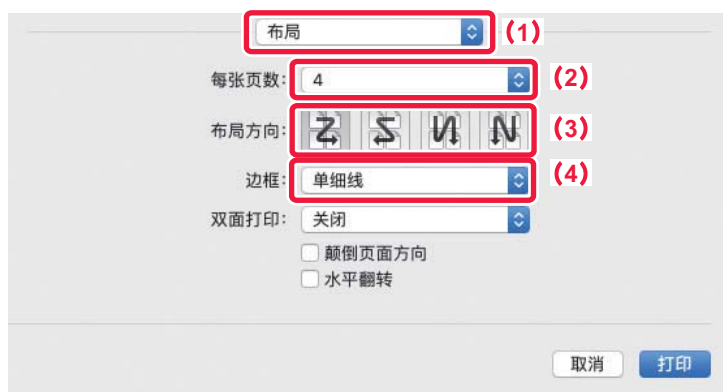 布局 (1)
每张页数: 4 (2)
布局方向: (3)
边框: 单细线 (4)
双面打印: 关闭
颠倒页面方向
水平翻转
取消 打印